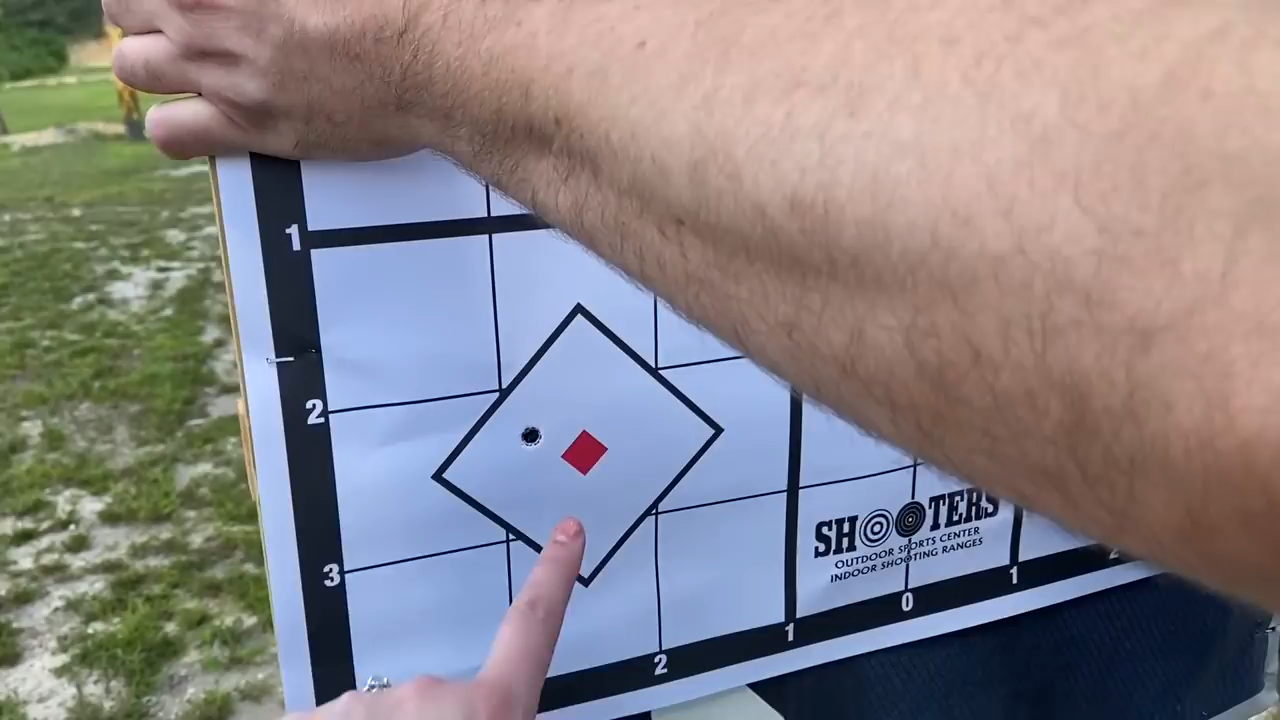 1
2
3
SHOOTERS
OUTDOOR SPORTS CENTER
INDOOR SHOOTING RANGES
2
1
0
1